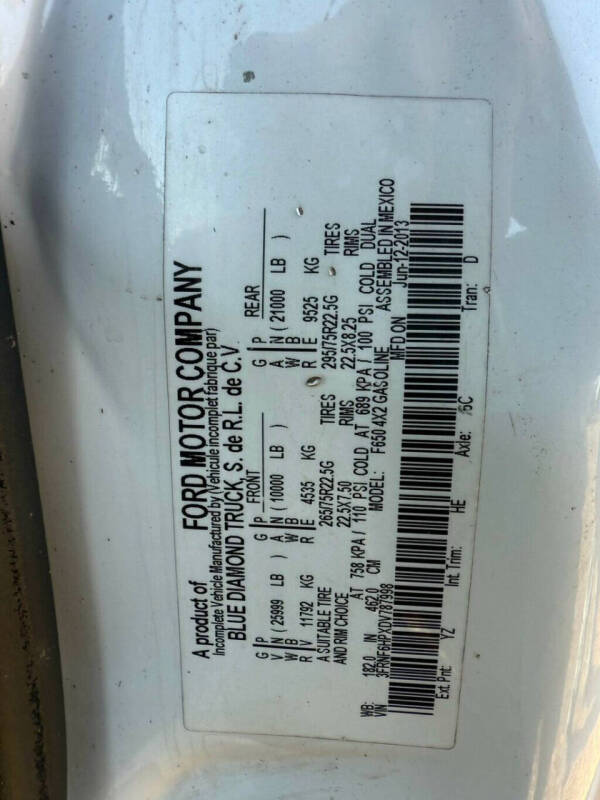 A product of FORD MOTOR COMPANY
Incomplete Vehicle Manufactured by (Vehicule incomplet fabrique par)
BLUE DIAMOND TRUCK, S. de R.L. de C.V
FRONT REAR
G P G P G P
V N ( 25999 LB ) A N ( 10000 LB ) A N ( 21000 LB )
W B W B W B
R / 11792 KG R E 4535 KG R E 9525 KG
A SUITABLE TIRE 265/75R22.5G TIRES 295/75R22.5G TIRES
AND RIM CHOICE 22.5X7.50 RIMS 22.5X8.25 RIMS
AT 758 KPA / 110 PSI COLD AT 689 KPA / 100 PSI COLD DUAL
WB: 182.0 IN 462.0 CM MODEL: F650 4X2 GASOLINE ASSEMBLED IN MEXICO
VIN MFD ON Jun-12-2013
Ext. Pnt: YZ Int. Trim: HE Axle: Tran: D